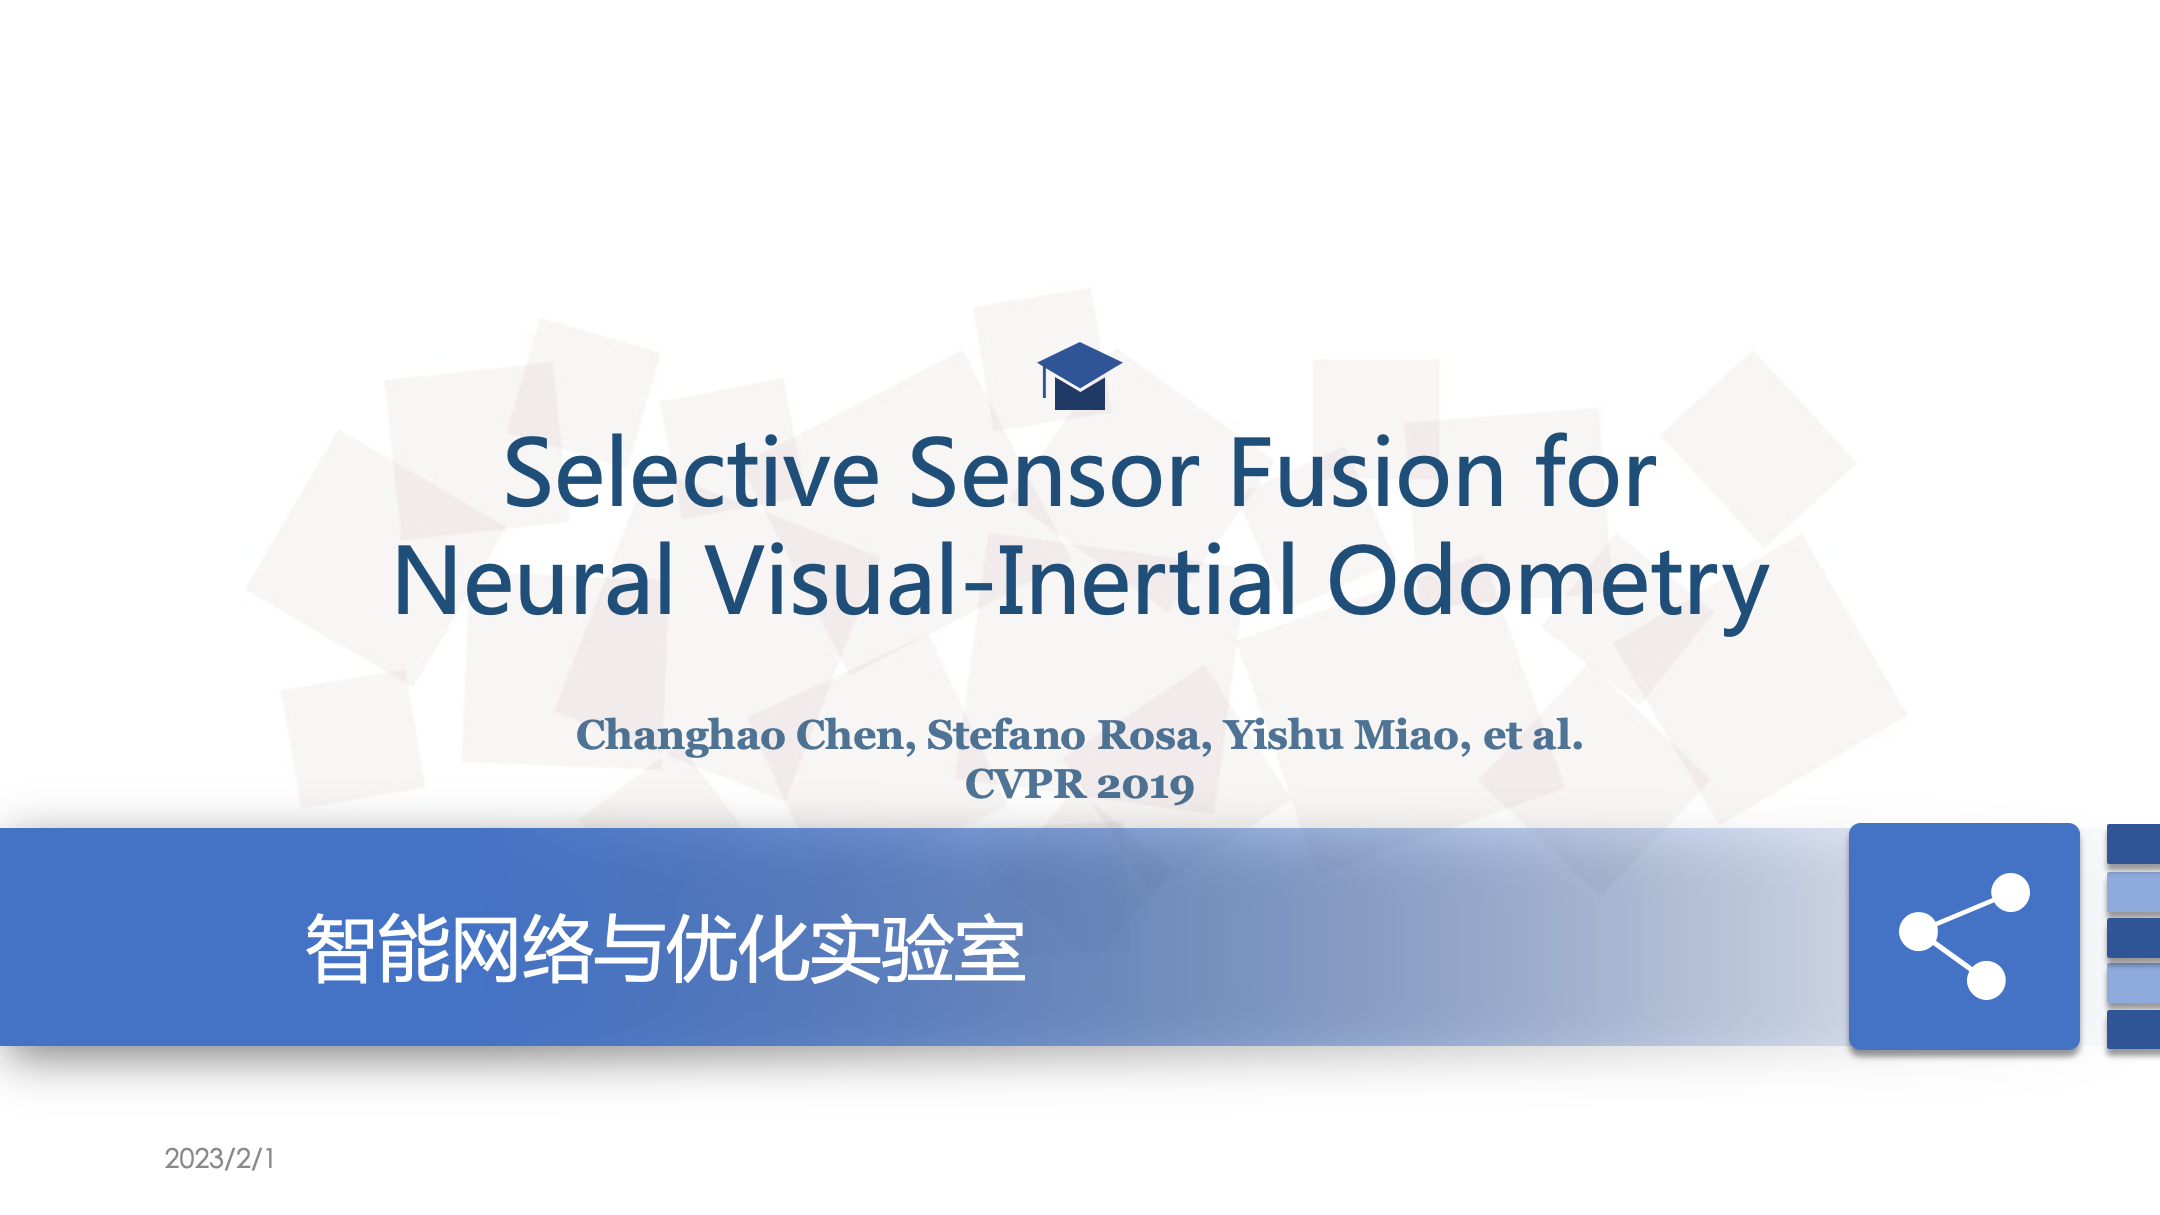 Selective Sensor Fusion for
Neural Visual-Inertial Odometry
Changhao Chen, Stefano Rosa, Yishu Miao, et al.
CVPR 2019
智能网络与优化实验室
2023/2/1